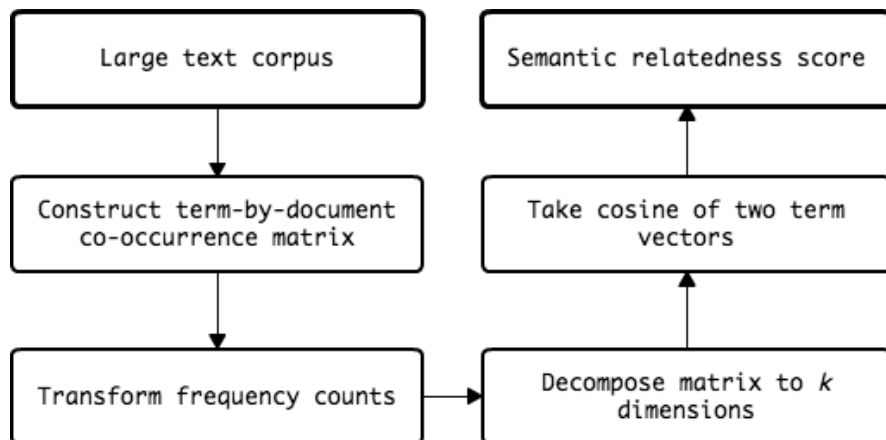 Large text corpus
Construct term-by-document
co-occurrence matrix
Transform frequency counts
Decompose matrix to k
dimensions
Take cosine of two term
vectors
Semantic relatedness score